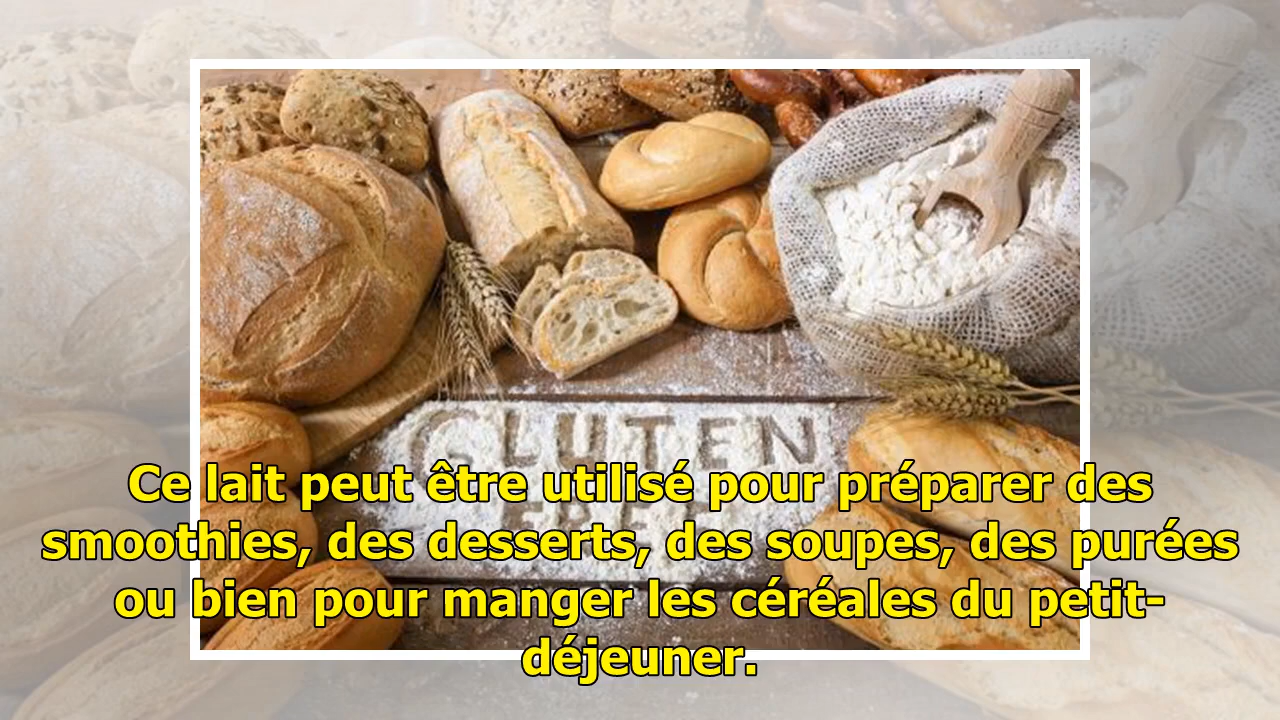 GLUTEN
FREE
Ce lait peut être utilisé pour préparer des
smoothies, des desserts, des soupes, des purées
ou bien pour manger les céréales du petit-
déjeuner.